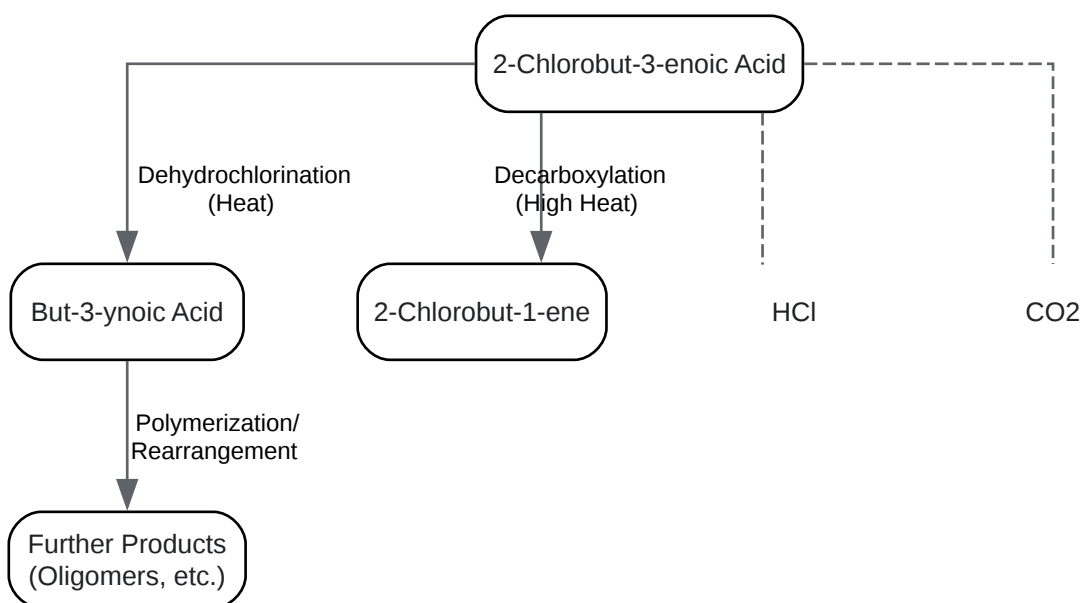 2-Chlorobut-3-enoic Acid
Dehydrochlorination
(Heat)
Decarboxylation
(High Heat)
But-3-ynoic Acid
2-Chlorobut-1-ene
HCl
CO2
Polymerization/
Rearrangement
Further Products
(Oligomers, etc.)